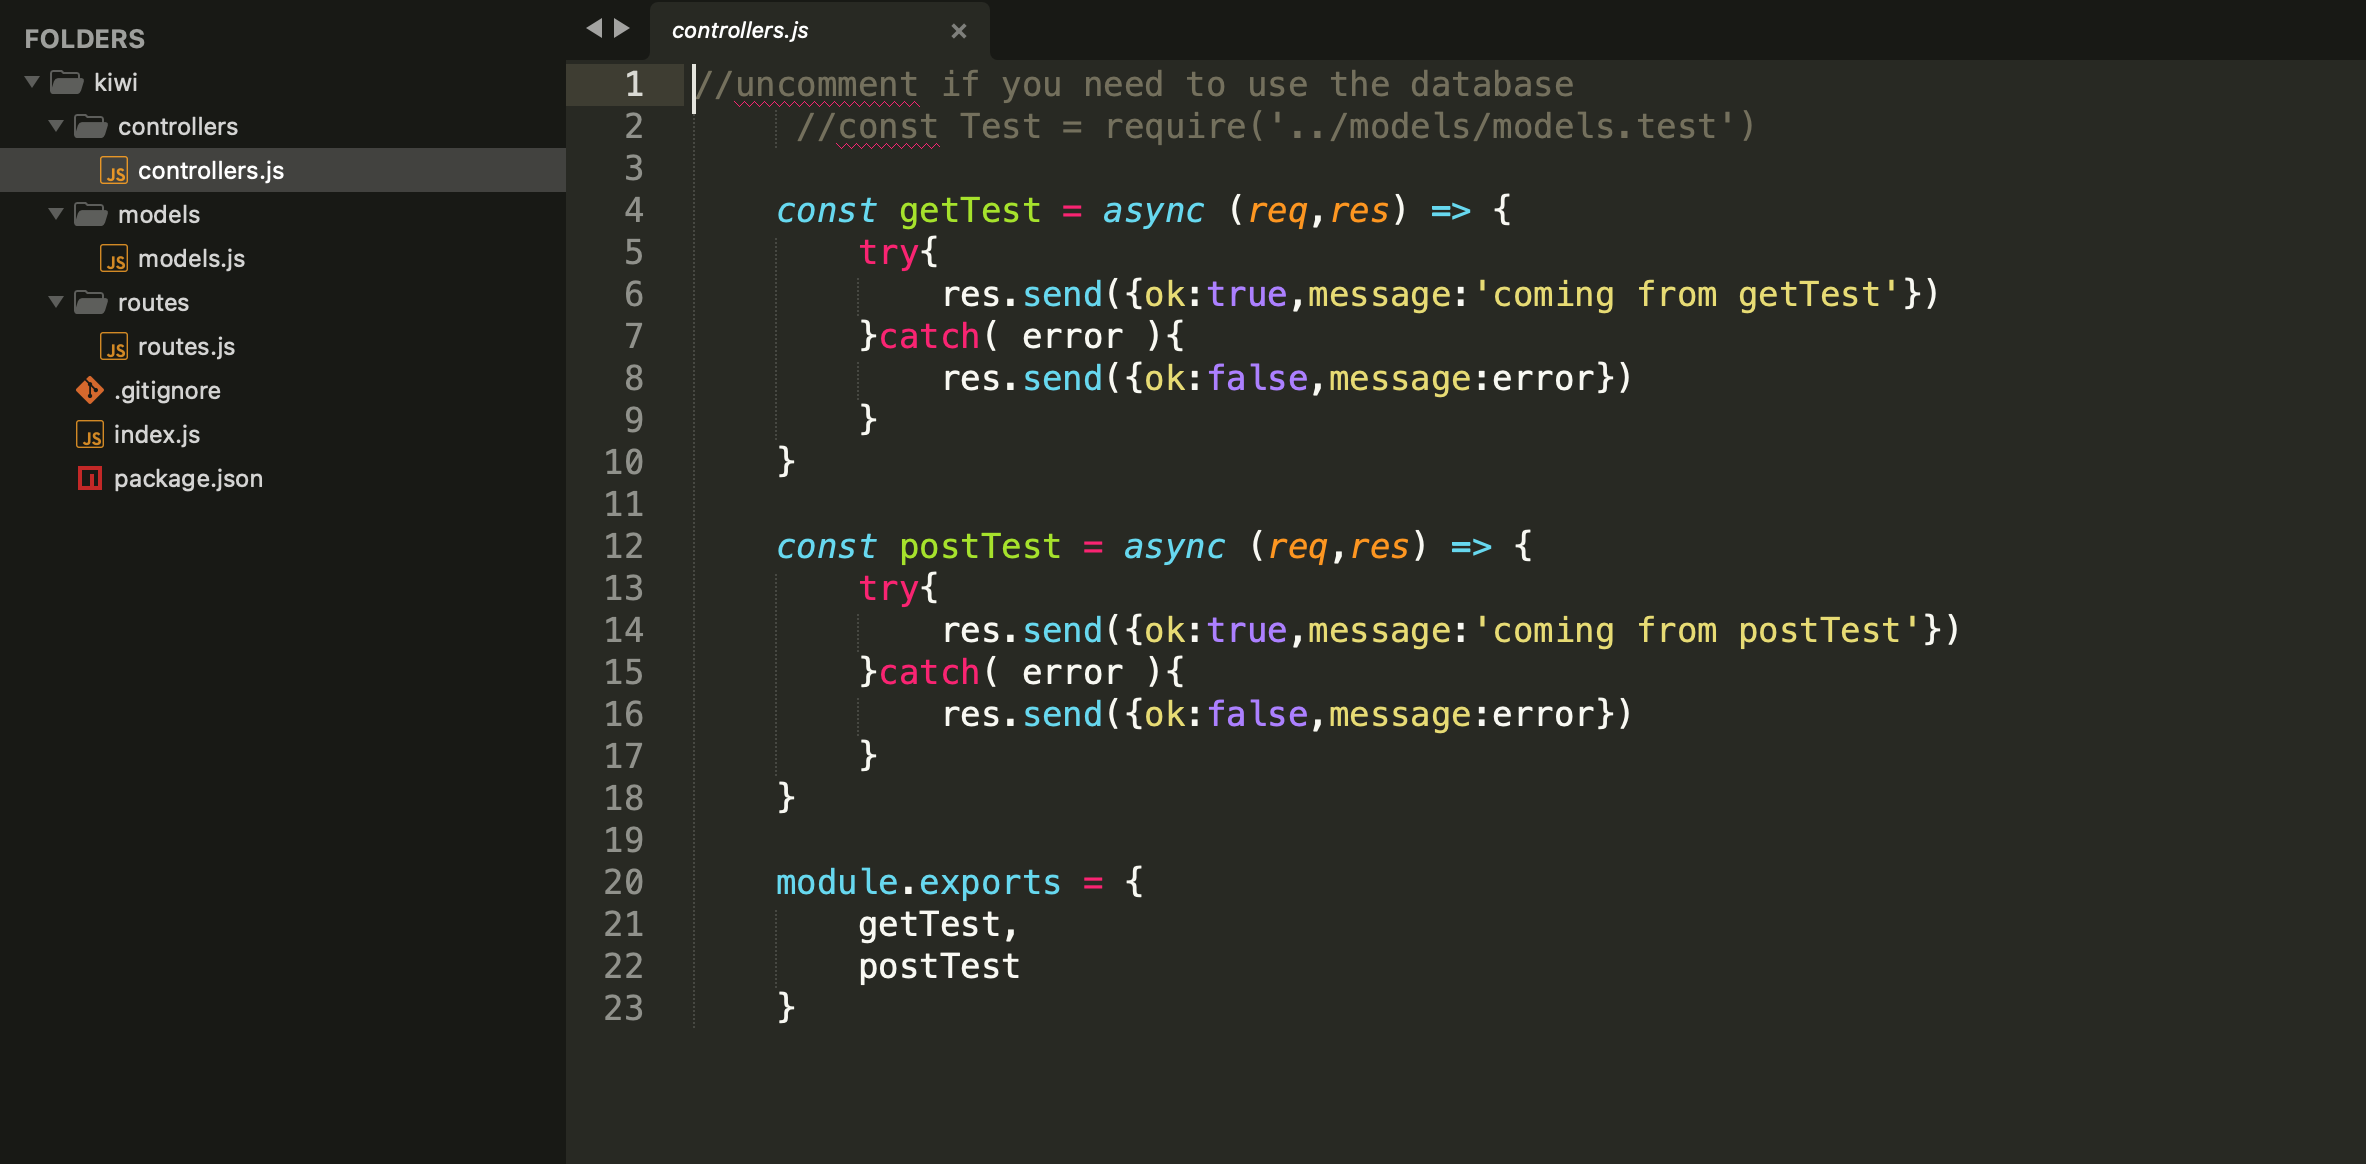 FOLDERS
kiwi
controllers
controllers.js
models
models.js
routes
routes.js
.gitignore
index.js
package.json
controllers.js ×
1 //uncomment if you need to use the database
2      //const Test = require('../models/models.test')
3
4     const getTest = async (req,res) => {
5         try{
6             res.send({ok:true,message:'coming from getTest'})
7         }catch( error ){
8             res.send({ok:false,message:error})
9         }
10     }
11
12     const postTest = async (req,res) => {
13         try{
14             res.send({ok:true,message:'coming from postTest'})
15         }catch( error ){
16             res.send({ok:false,message:error})
17         }
18     }
19
20     module.exports = {
21         getTest,
22         postTest
23     }